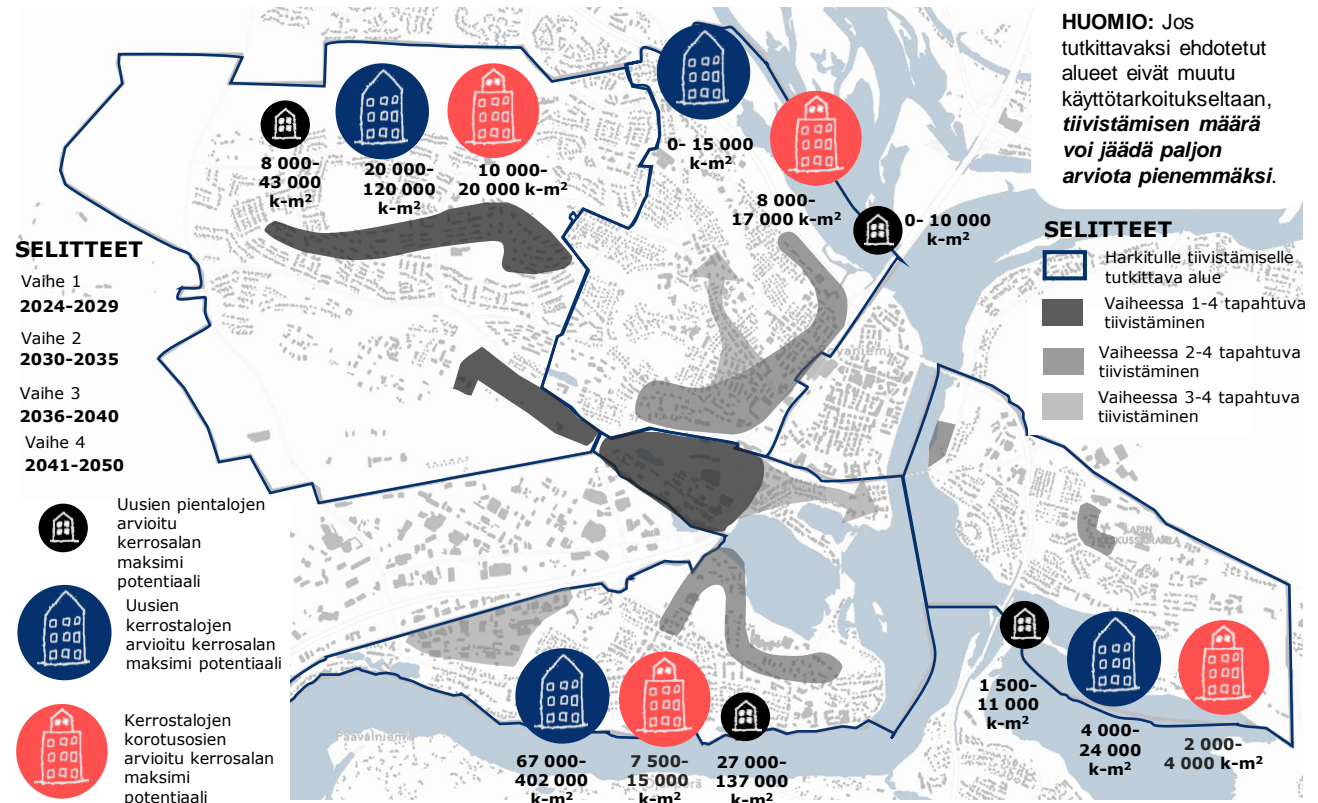 HUOMIO: Jos
tutkittavaksi ehdotetut
alueet eivät muutu
käyttötarkoitukseltaan,
tiivistämisen määrä
voi jäädä paljon
arviota pienemmäksi.
8 000-
43 000
k-m²
20 000-
120 000
k-m²
10 000-
20 000 k-m²
0- 15 000
k-m²
8 000-
17 000 k-m²
0- 10 000
k-m²
SELITTEET
Harkitulle tiivistämiselle
tutkittava alue
Vaiheessa 1-4 tapahtuva
tiivistäminen
Vaiheessa 2-4 tapahtuva
tiivistäminen
Vaiheessa 3-4 tapahtuva
tiivistäminen
SELITTEET
Vaihe 1
2024-2029
Vaihe 2
2030-2035
Vaihe 3
2036-2040
Vaihe 4
2041-2050
Uusien pientalojen
arvioitu
kerrosalan
maksimi
potentiaali
Uusien
kerrostalojen
arvioitu kerrosalan
maksimi potentiaali
Kerrostalojen
korotusosien
arvioitu kerrosalan
maksimi
potentiaali
LAPIN
KESKUSSAIRAALA
Paavalniemi
67 000-
402 000
k-m²
7 500-
15 000
k-m²
27 000-
137 000
k-m²
1 500-
11 000
k-m²
4 000-
24 000
k-m²
2 000-
4 000 k-m²